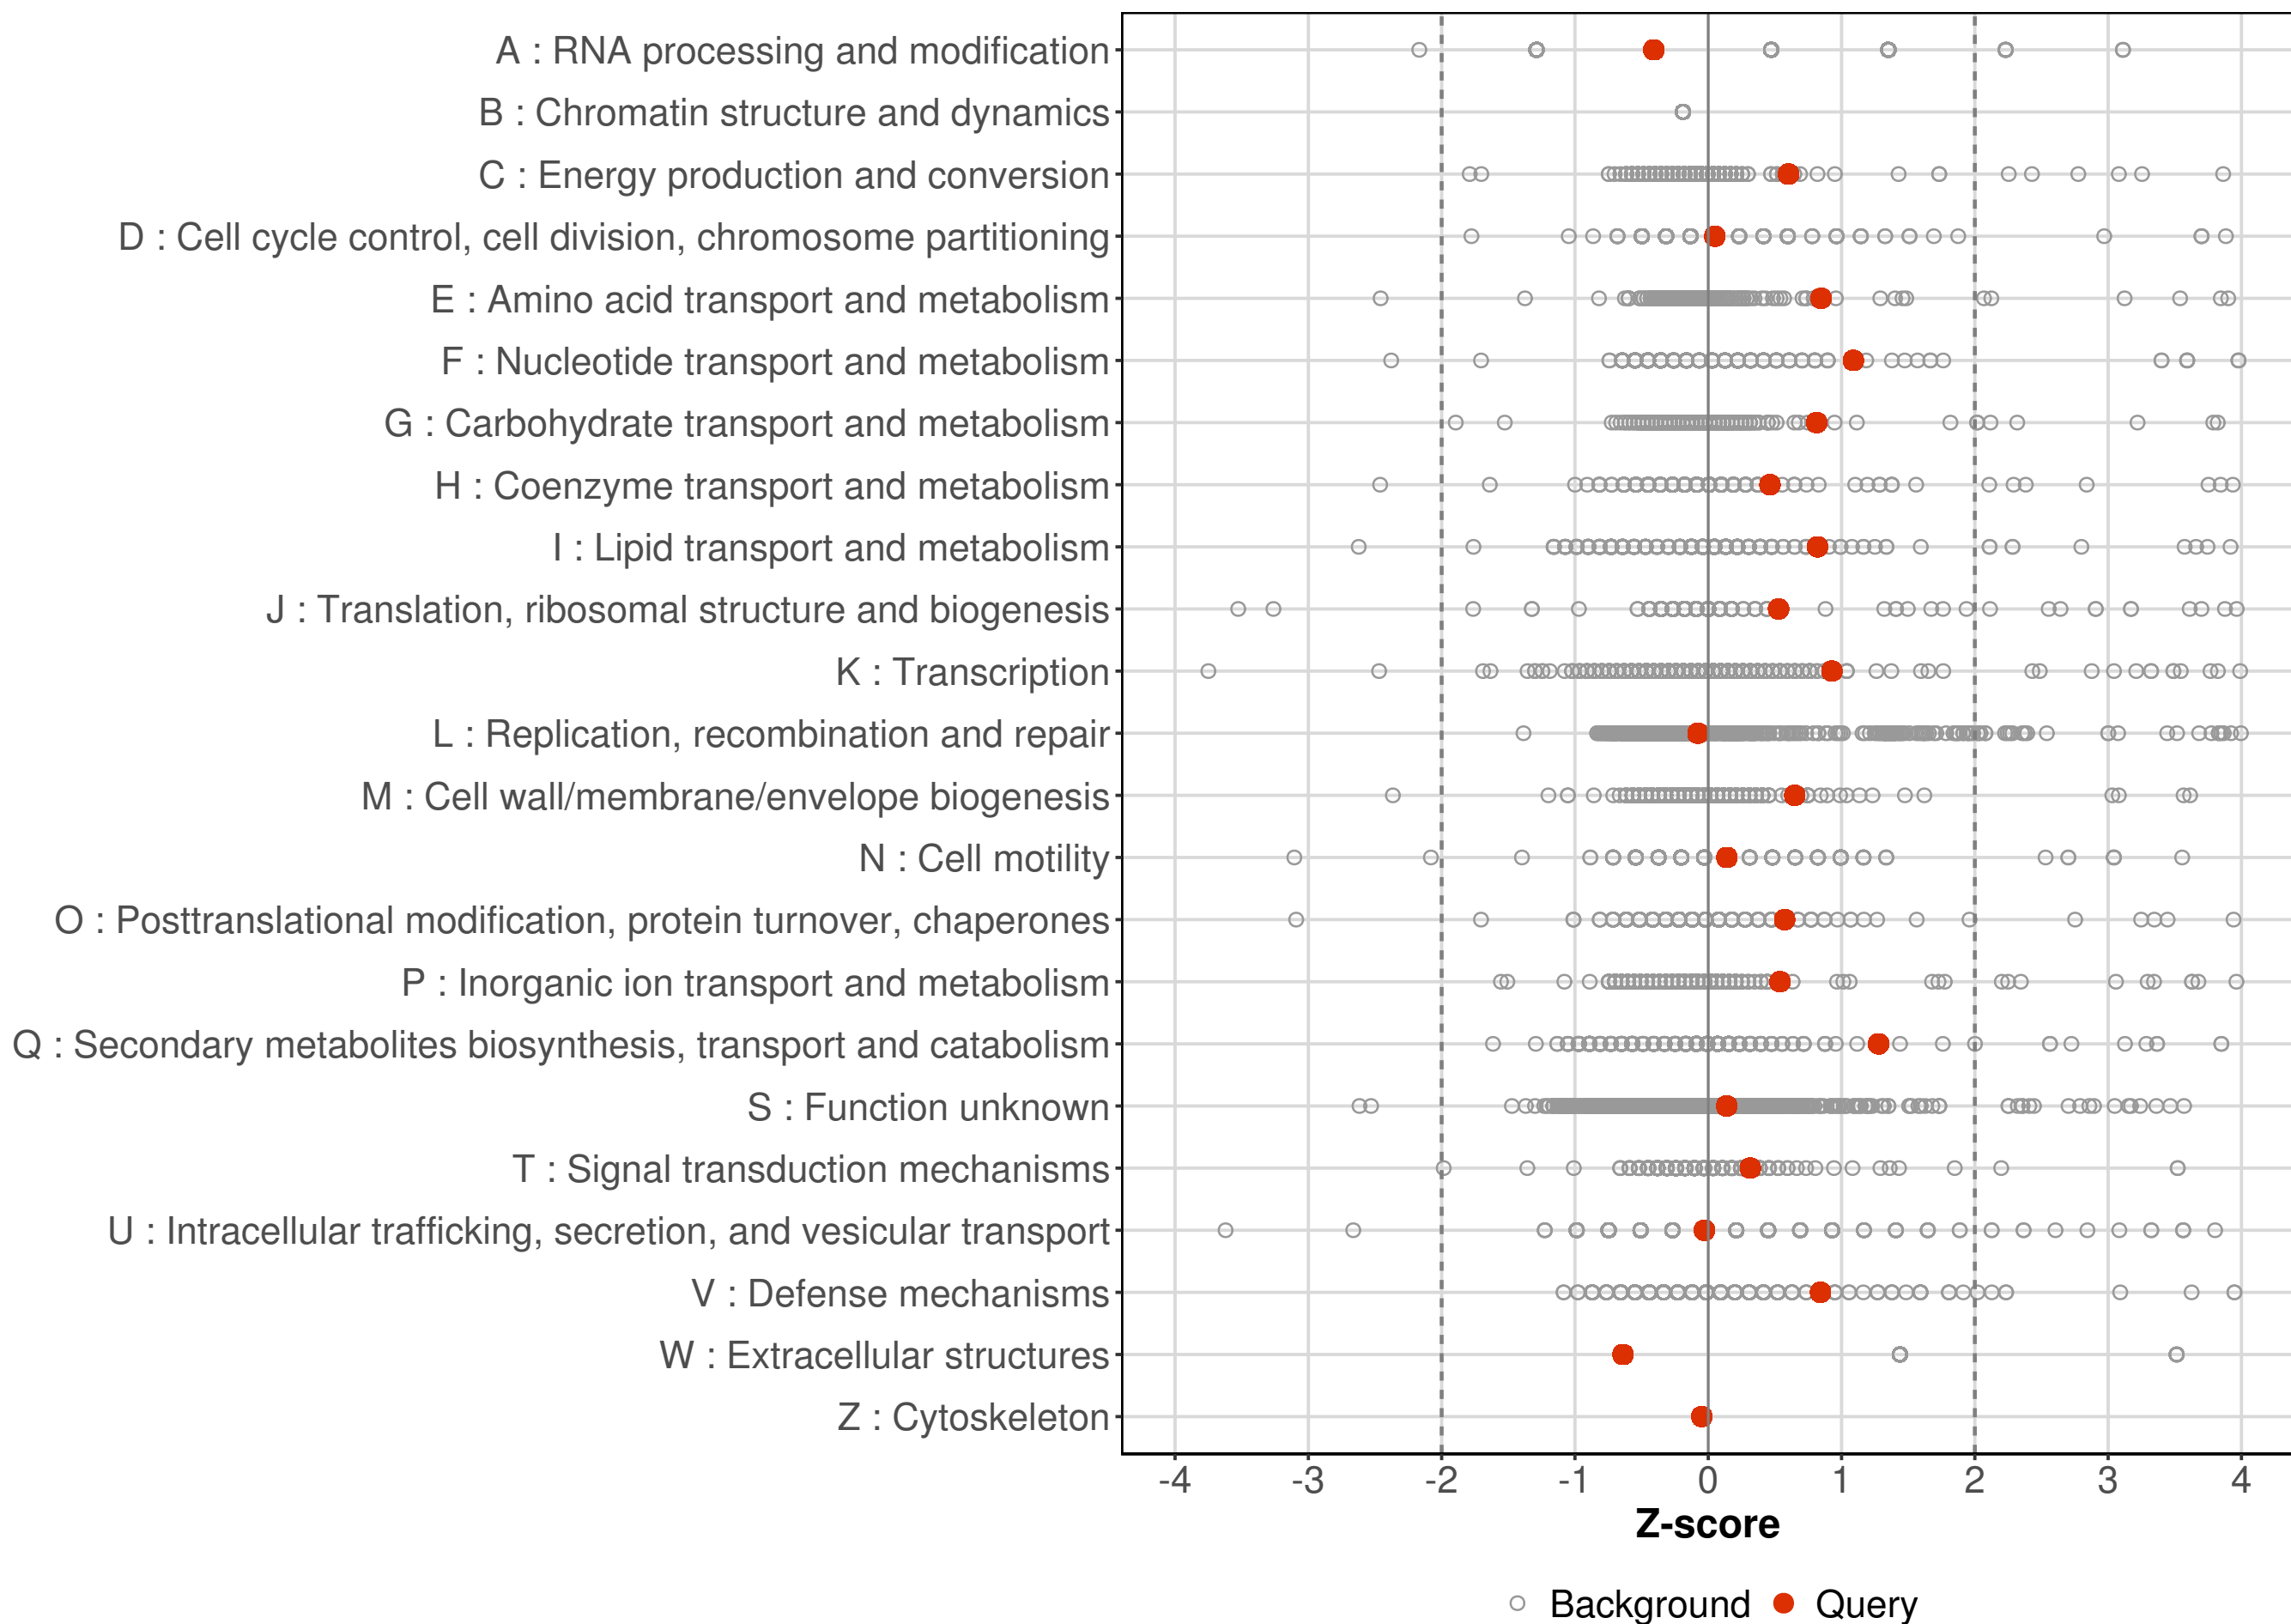 A : RNA processing and modification
B : Chromatin structure and dynamics
C : Energy production and conversion
D : Cell cycle control, cell division, chromosome partitioning
E : Amino acid transport and metabolism
F : Nucleotide transport and metabolism
G : Carbohydrate transport and metabolism
H : Coenzyme transport and metabolism
I : Lipid transport and metabolism
J : Translation, ribosomal structure and biogenesis
K : Transcription
L : Replication, recombination and repair
M : Cell wall/membrane/envelope biogenesis
N : Cell motility
O : Posttranslational modification, protein turnover, chaperones
P : Inorganic ion transport and metabolism
Q : Secondary metabolites biosynthesis, transport and catabolism
S : Function unknown
T : Signal transduction mechanisms
U : Intracellular trafficking, secretion, and vesicular transport
V : Defense mechanisms
W : Extracellular structures
Z : Cytoskeleton
-4 -3 -2 -1 0 1 2 3 4
Z-score
Background Query